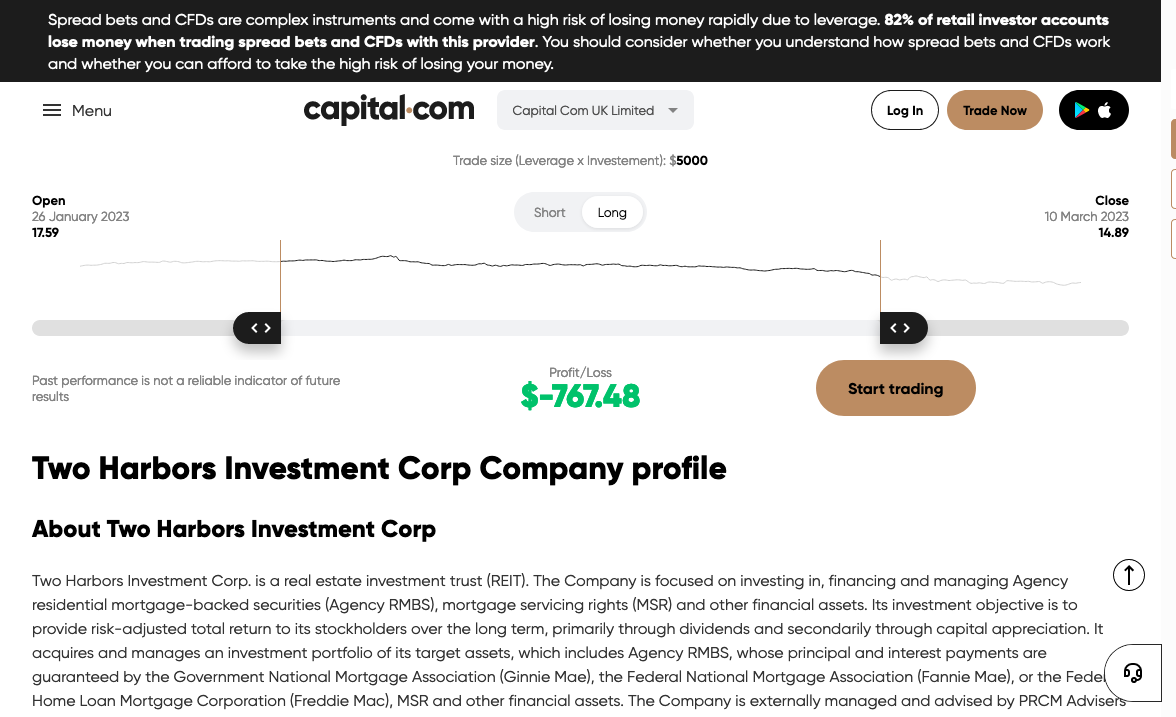 Spread bets and CFDs are complex instruments and come with a high risk of losing money rapidly due to leverage. 82% of retail investor accounts
lose money when trading spread bets and CFDs with this provider. You should consider whether you understand how spread bets and CFDs work
and whether you can afford to take the high risk of losing your money.
Menu
capital.com
Capital Com UK Limited
Log In
Trade Now
Trade size (Leverage x Investement): $5000
Open
26 January 2023
17.59
Short
Long
Close
10 March 2023
14.89
Past performance is not a reliable indicator of future
results
Profit/Loss
$-767.48
Start trading
Two Harbors Investment Corp Company profile
About Two Harbors Investment Corp
Two Harbors Investment Corp. is a real estate investment trust (REIT). The Company is focused on investing in, financing and managing Agency
residential mortgage-backed securities (Agency RMBS), mortgage servicing rights (MSR) and other financial assets. Its investment objective is to
provide risk-adjusted total return to its stockholders over the long term, primarily through dividends and secondarily through capital appreciation. It
acquires and manages an investment portfolio of its target assets, which includes Agency RMBS, whose principal and interest payments are
guaranteed by the Government National Mortgage Association (Ginnie Mae), the Federal National Mortgage Association (Fannie Mae), or the Feder
Home Loan Mortgage Corporation (Freddie Mac), MSR and other financial assets. The Company is externally managed and advised by PRCM Advisers